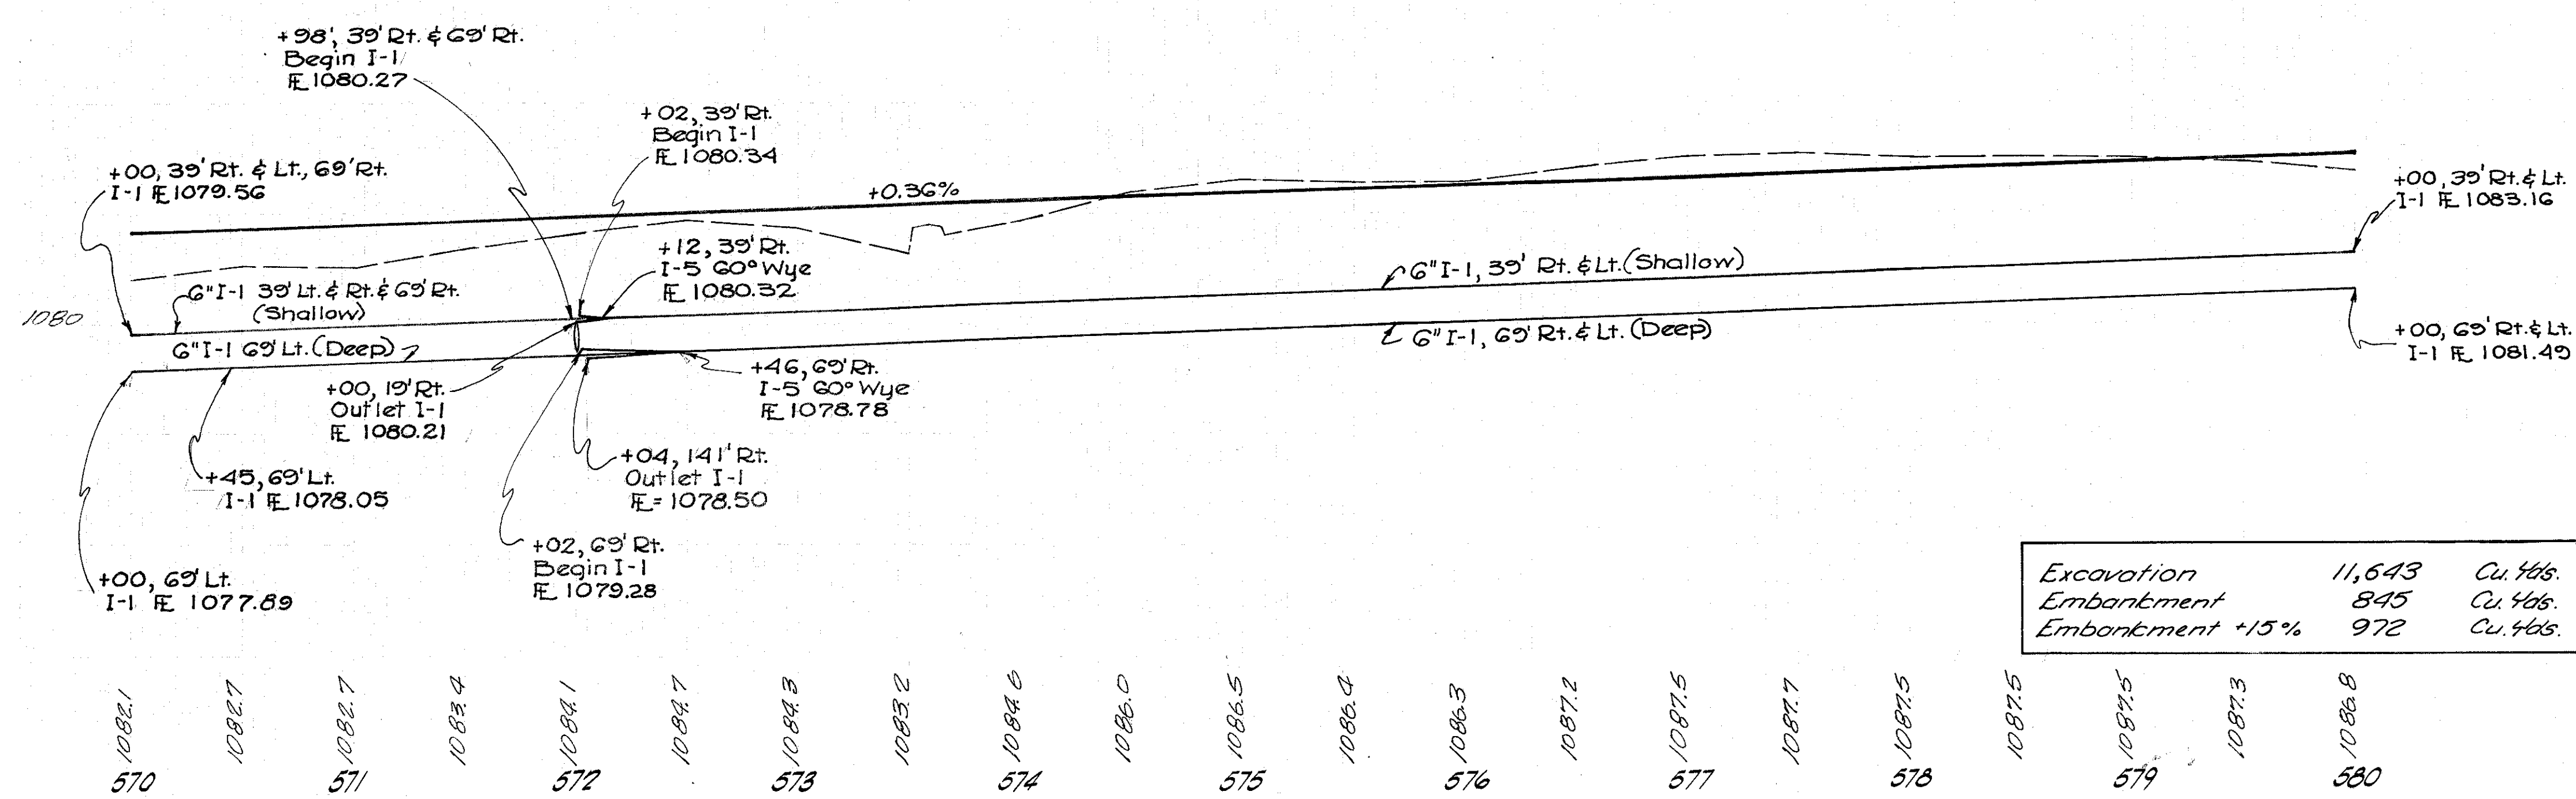 +98', 39' Rt. & 69' Rt.
Begin I-1
FL 1080.27
+02, 39' Rt.
Begin I-1
FL 1080.34
+00, 39' Rt. & Lt., 69' Rt.
I-1 FL 1079.56
+0.36%
+00, 39' Rt. & Lt.
I-1 FL 1083.16
+12, 39' Rt.
I-5 60° Wye
FL 1080.32
6" I-1, 39' Rt. & Lt. (Shallow)
6" I-1 39' Lt. & Rt. & 69' Rt.
(Shallow)
1080
6" I-1 69' Lt. (Deep)
6" I-1, 69' Rt. & Lt. (Deep)
+00, 69' Rt. & Lt.
I-1 FL 1081.49
+00, 19' Rt.
Outlet I-1
FL 1080.21
+46, 69' Rt.
I-5 60° Wye
FL 1078.78
+45, 69' Lt.
I-1 FL 1078.05
+04, 141' Rt.
Outlet I-1
FL = 1078.50
+02, 69' Rt.
Begin I-1
FL 1079.28
+00, 69' Lt.
I-1 FL 1077.89
Excavation 11,643 Cu. Yds.
Embankment 845 Cu. Yds.
Embankment +15% 972 Cu. Yds.
1082.1 1082.7 1082.7 1083.4 1084.1 1084.7 1084.3 1083.2 1084.6 1086.0 1086.5 1086.4 1086.3 1087.2 1087.5 1087.7 1087.5 1087.5 1087.5 1087.3 1086.8
570 571 572 573 574 575 576 577 578 579 580